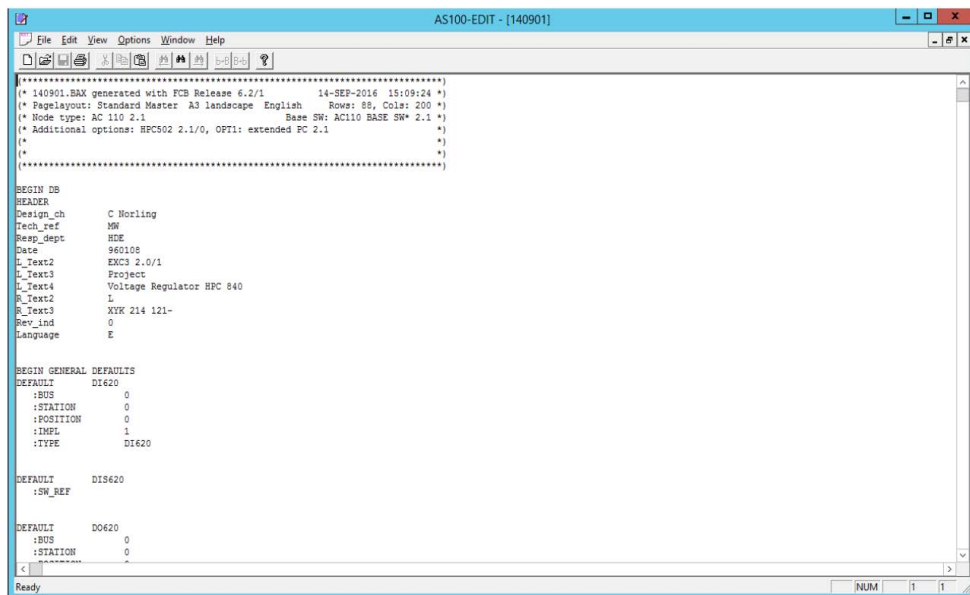 AS100-EDIT - [140901]
File Edit View Options Window Help
(*******************************************************************************)
(* 140901.BAX generated with FCB Release 6.2/1 14-SEP-2016 15:09:24 *)
(* Pagelayout: Standard Master A3 landscape English Rows: 88, Cols: 200 *)
(* Node type: AC 110 2.1 Base SW: AC110 BASE SW* 2.1 *)
(* Additional options: HPC502 2.1/0, OPT1: extended PC 2.1 *)
(* *)
(* *)
(*******************************************************************************)
BEGIN DB
HEADER
Design_ch C Norling
Tech_ref MW
Resp_dept HDE
Date 960108
L_Text2 EXC3 2.0/1
L_Text3 Project
L_Text4 Voltage Regulator HPC 840
R_Text2 L
R_Text3 XYK 214 121-
Rev_ind 0
Language E
BEGIN GENERAL DEFAULTS
DEFAULT DI620
:BUS 0
:STATION 0
:POSITION 0
:IMPL 1
:TYPE DI620
DEFAULT DIS620
:SW_REF
DEFAULT DO620
:BUS 0
:STATION 0
Ready NUM 1 1